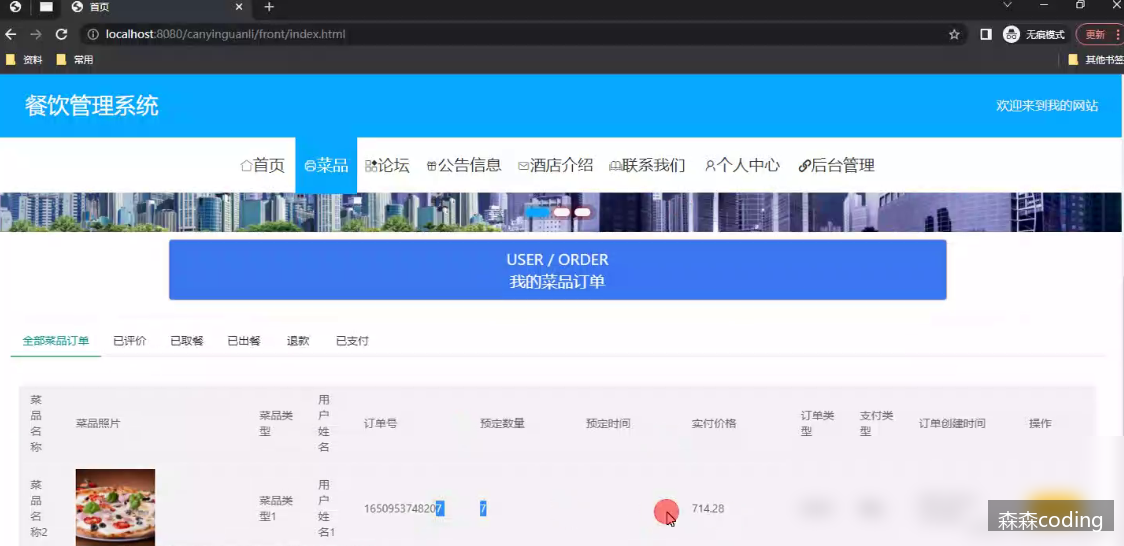 首页
localhost:8080/canyinguanli/front/index.html
无痕模式
更新
资料
常用
其他书签
餐饮管理系统
欢迎来到我的网站
首页
菜品
论坛
公告信息
酒店介绍
联系我们
个人中心
后台管理
USER / ORDER
我的菜品订单
全部菜品订单
已评价
已取餐
已出餐
退款
已支付
菜品名称
菜品照片
菜品类型
用户姓名
订单号
预定数量
预定时间
实付价格
订单类型
支付类型
订单创建时间
操作
菜品名称2
菜品类型1
用户姓名1
1650953748207
7
714.28
森森coding